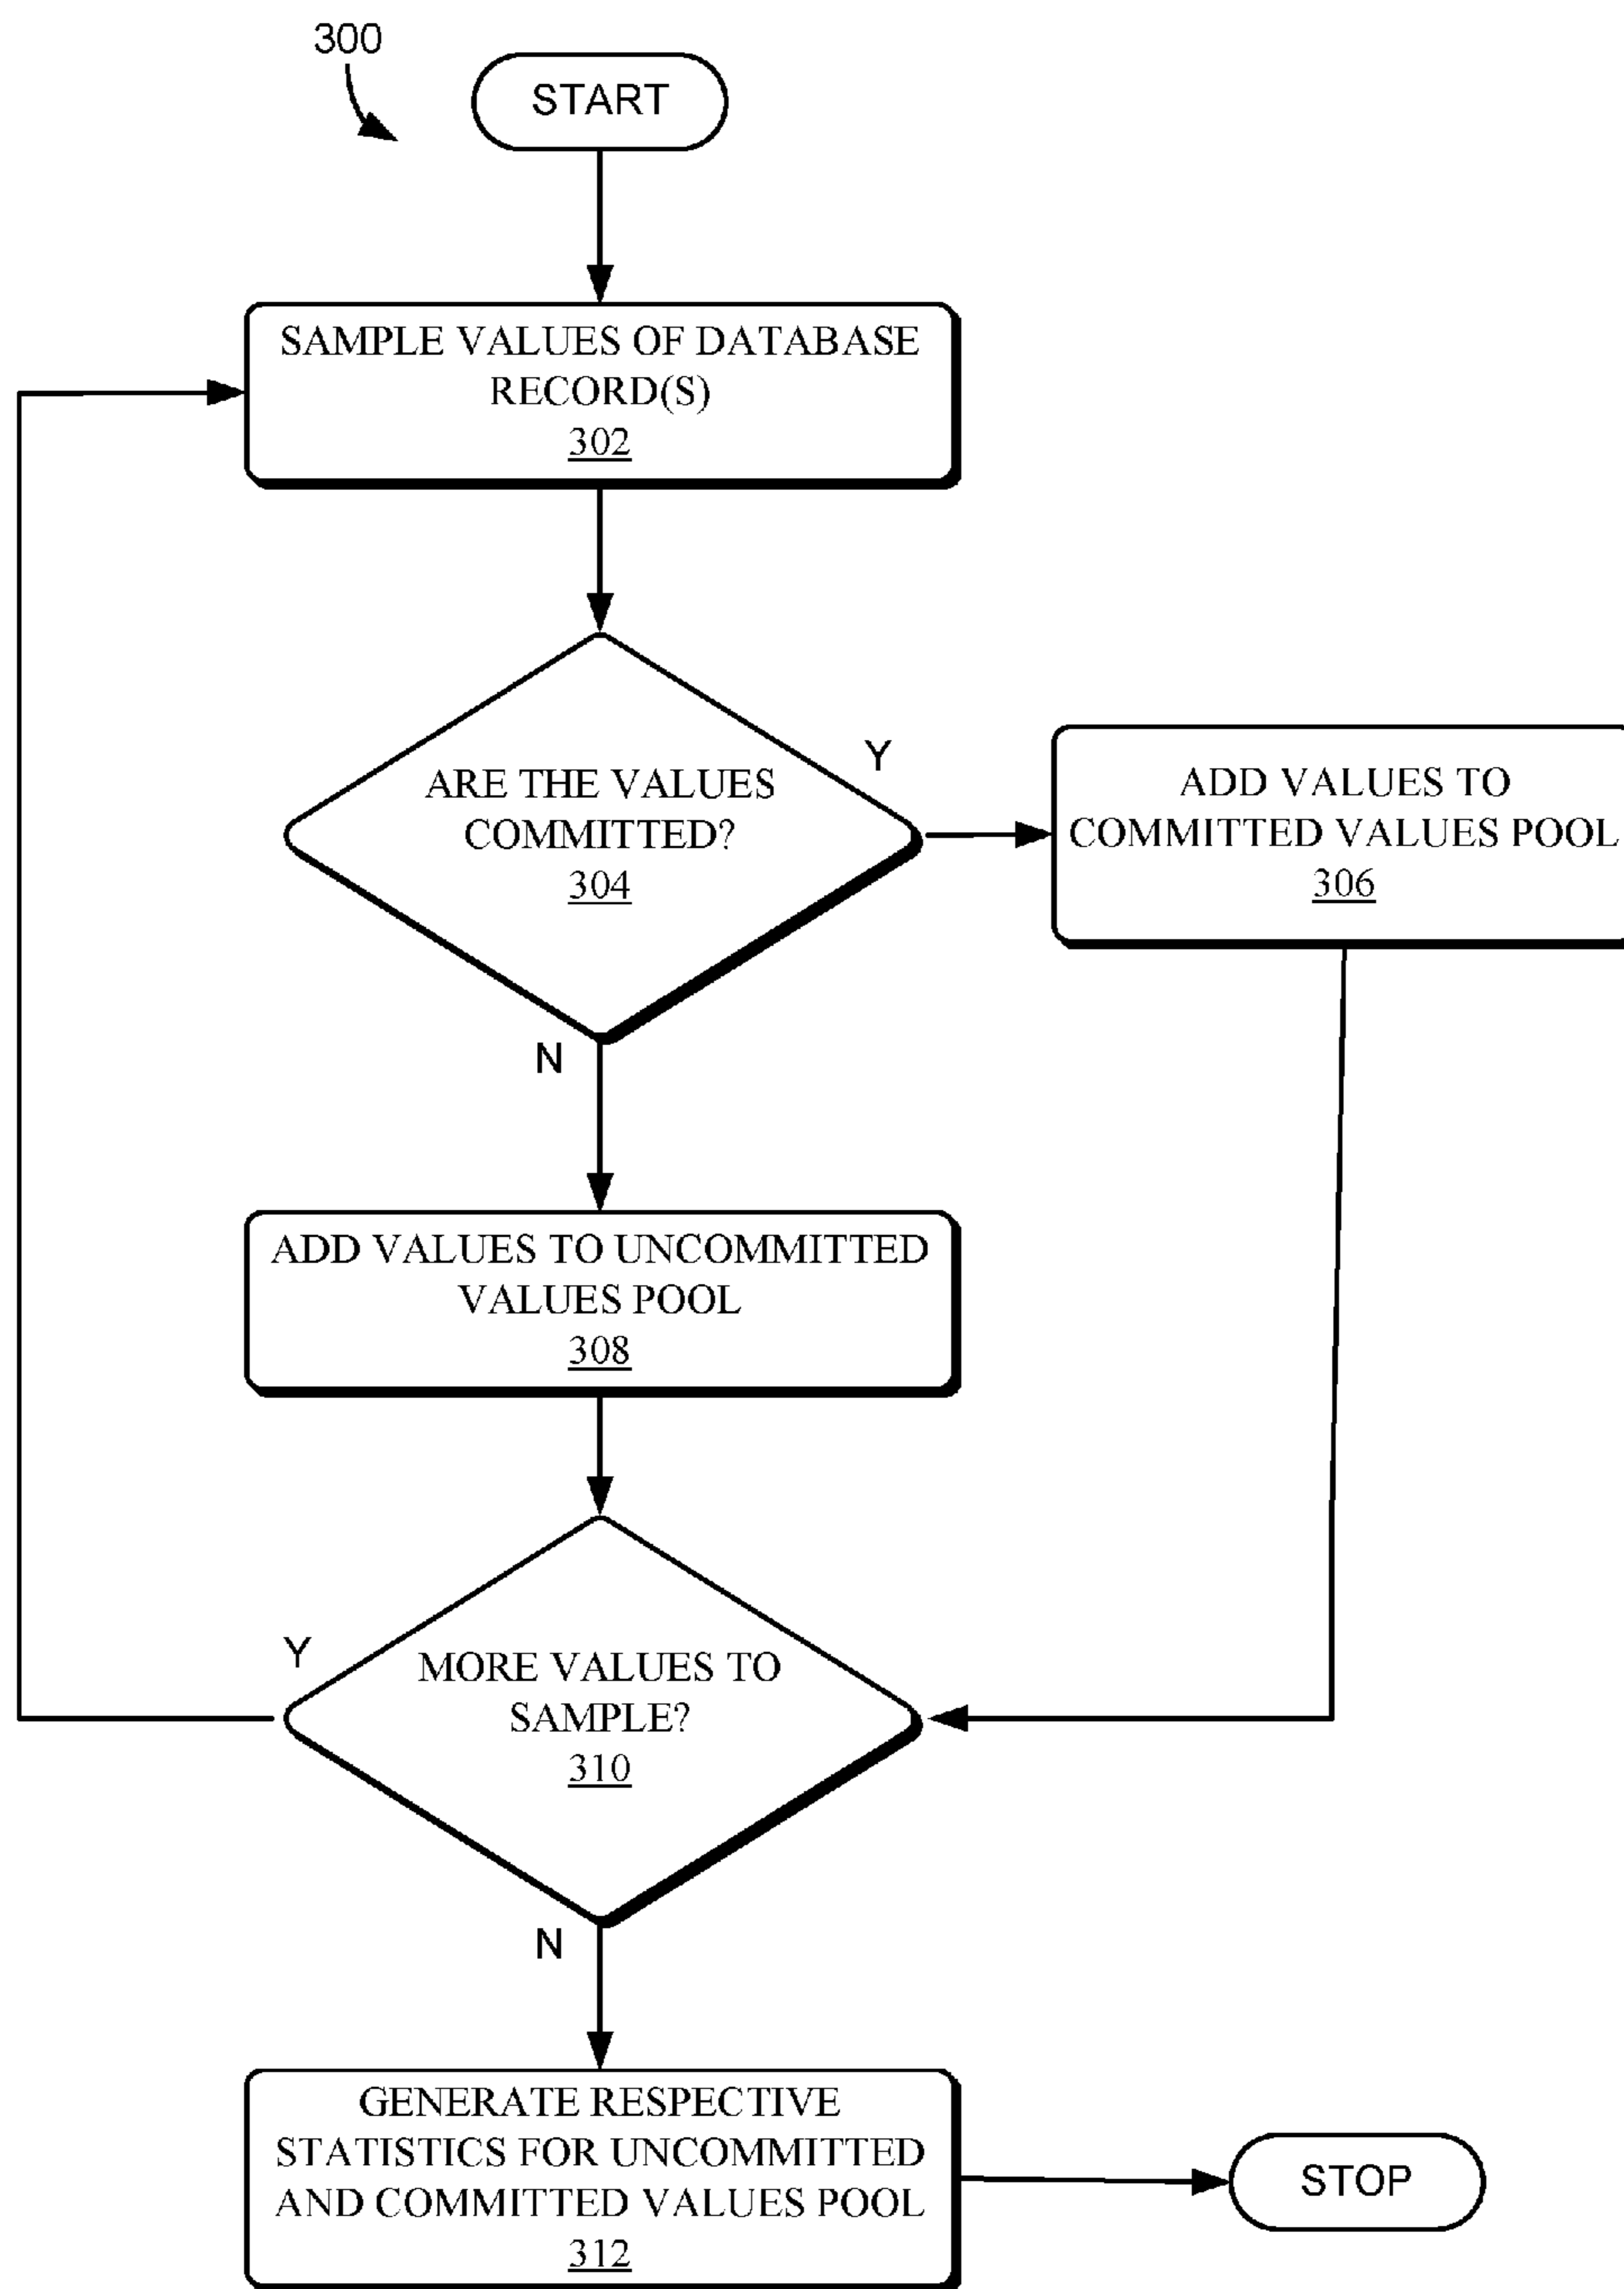 300
START
SAMPLE VALUES OF DATABASE
RECORD(S)
302
ARE THE VALUES
COMMITTED?
304
Y
ADD VALUES TO
COMMITTED VALUES POOL
306
N
ADD VALUES TO UNCOMMITTED
VALUES POOL
308
Y
MORE VALUES TO
SAMPLE?
310
N
GENERATE RESPECTIVE
STATISTICS FOR UNCOMMITTED
AND COMMITTED VALUES POOL
312
STOP